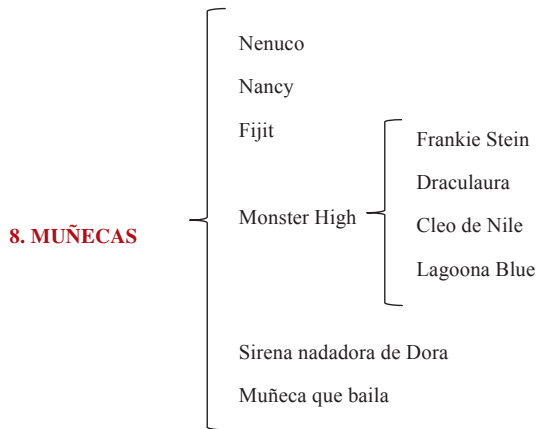 8. MUÑECAS
Nenuco
Nancy
Fijit
Monster High
Frankie Stein
Draculaura
Cleo de Nile
Lagoona Blue
Sirena nadadora de Dora
Muñeca que baila